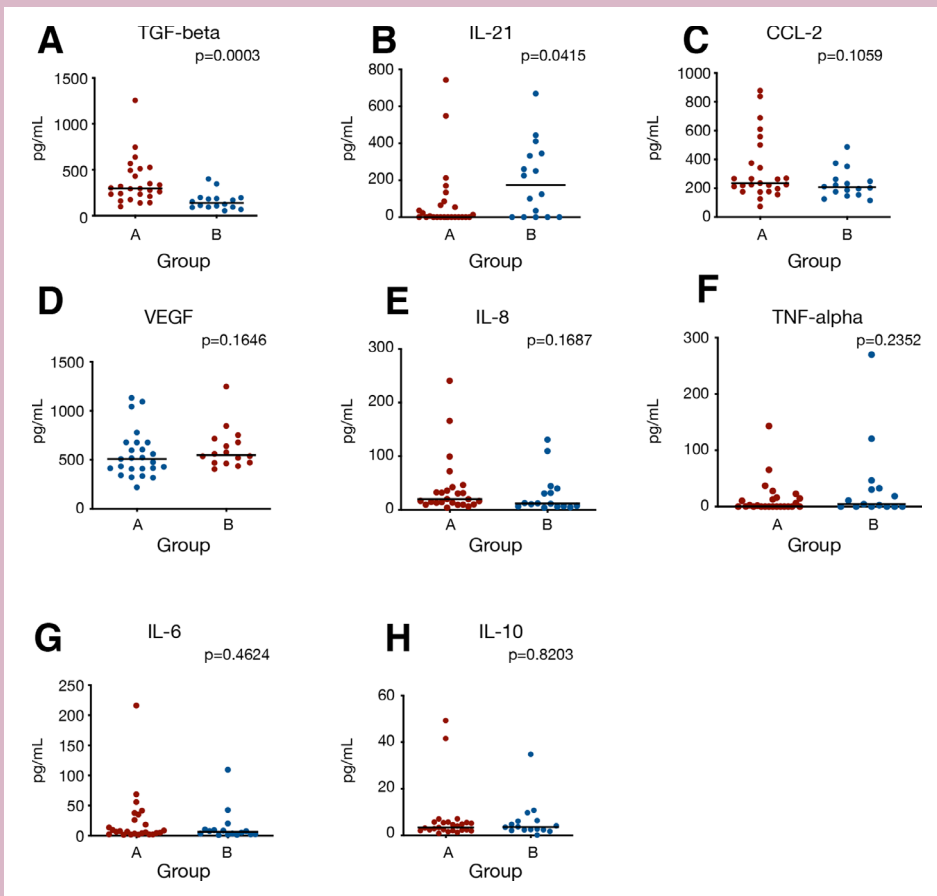 A
TGF-beta
p=0.0003
1500
1000
500
0
pg/mL
A B
Group
B
IL-21
p=0.0415
800
600
400
200
0
pg/mL
A B
Group
C
CCL-2
p=0.1059
1000
800
600
400
200
0
pg/mL
A B
Group
D
VEGF
p=0.1646
1500
1000
500
0
pg/mL
A B
Group
E
IL-8
p=0.1687
300
200
100
0
pg/mL
A B
Group
F
TNF-alpha
p=0.2352
300
200
100
0
pg/mL
A B
Group
G
IL-6
p=0.4624
250
200
150
100
50
0
pg/mL
A B
Group
H
IL-10
p=0.8203
60
40
20
0
pg/mL
A B
Group